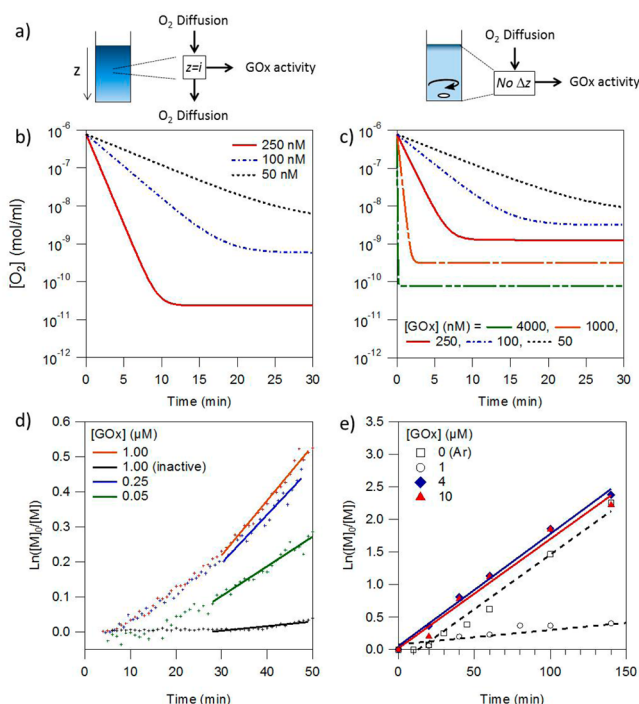 a)
O2 Diffusion
z
z=i
GOx activity
O2 Diffusion
O2 Diffusion
No Δz
GOx activity
b)
10-6
10-7
10-8
10-9
10-10
10-11
10-12
[O2] (mol/ml)
250 nM
100 nM
50 nM
0 5 10 15 20 25 30
Time (min)
c)
10-6
10-7
10-8
10-9
10-10
10-11
10-12
[GOx] (nM) = 4000, 1000,
250, 100, 50
0 5 10 15 20 25 30
Time (min)
d)
0.6
0.5
0.4
0.3
0.2
0.1
0.0
Ln([M]0/[M])
[GOx] (μM)
1.00
1.00 (inactive)
0.25
0.05
0 10 20 30 40 50
Time (min)
e)
3.5
3.0
2.5
2.0
1.5
1.0
0.5
0.0
Ln([M]0/[M])
[GOx] (μM)
0 (Ar)
1
4
10
0 50 100 150
Time (min)